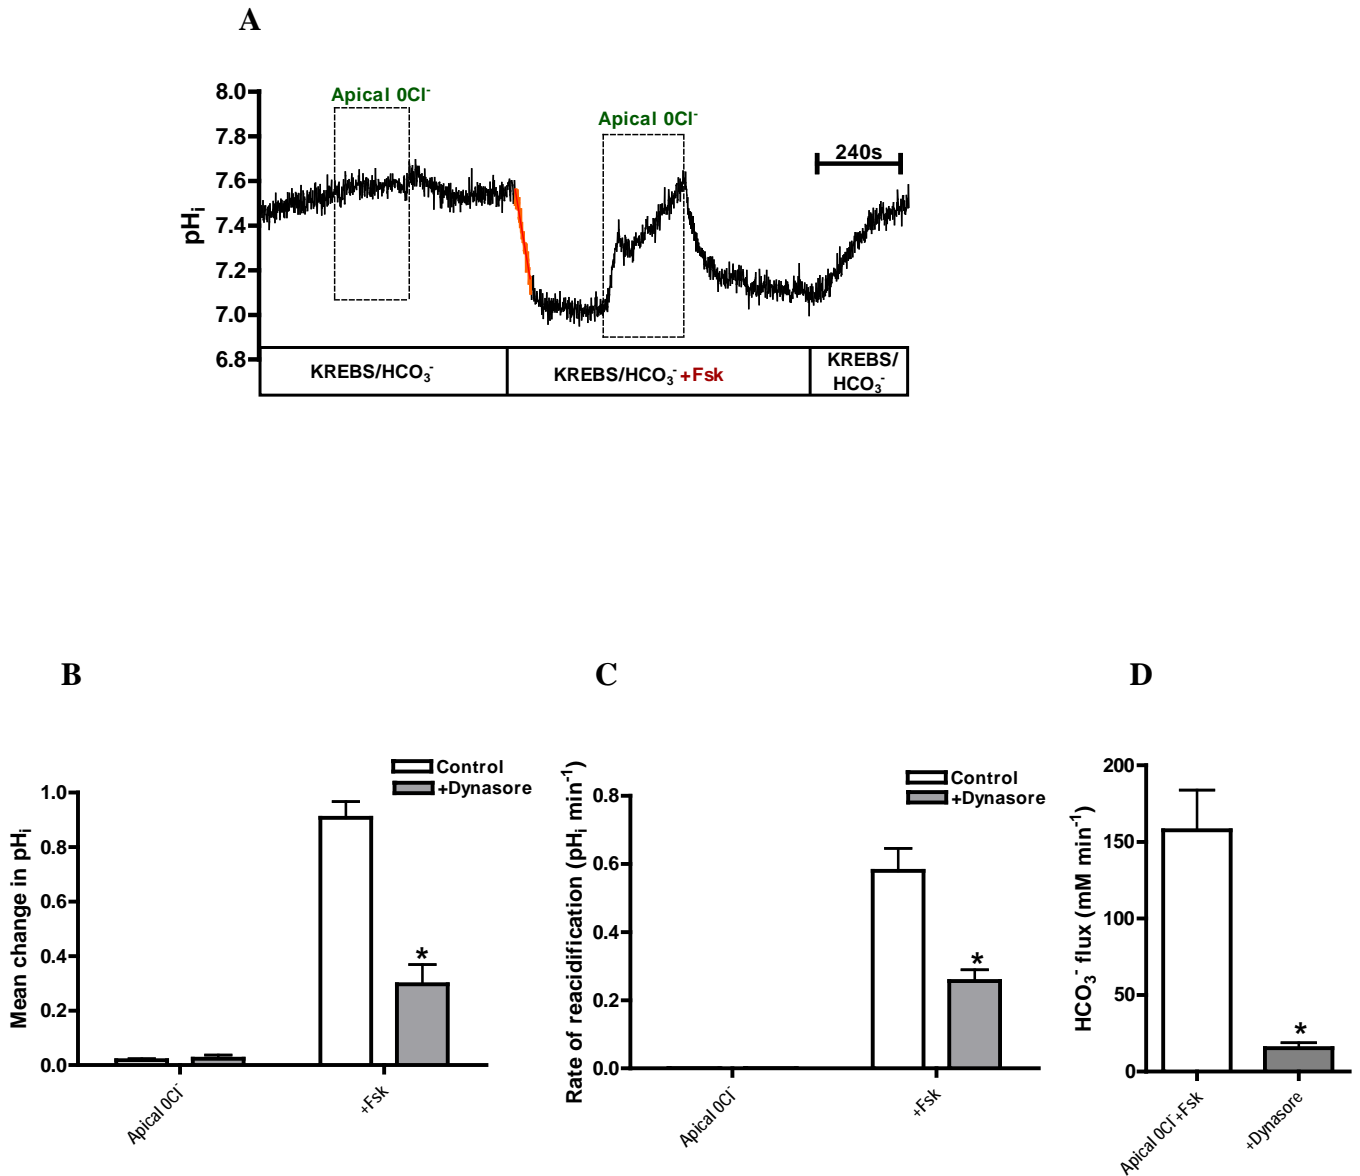 A
8.0
7.8
7.6
7.4
7.2
7.0
6.8
pHi
Apical 0Cl-
Apical 0Cl-
240s
KREBS/HCO3-
KREBS/HCO3- +Fsk
KREBS/
HCO3-
B
Control
+Dynasore
1.0
0.8
0.6
0.4
0.2
0.0
Mean change in pHi
*
Apical 0Cl-
+Fsk
C
Control
+Dynasore
0.8
0.6
0.4
0.2
0.0
Rate of reacidification (pHi min-1)
*
Apical 0Cl-
+Fsk
D
200
150
100
50
0
HCO3- flux (mM min-1)
*
Apical 0Cl-+Fsk
+Dynasore